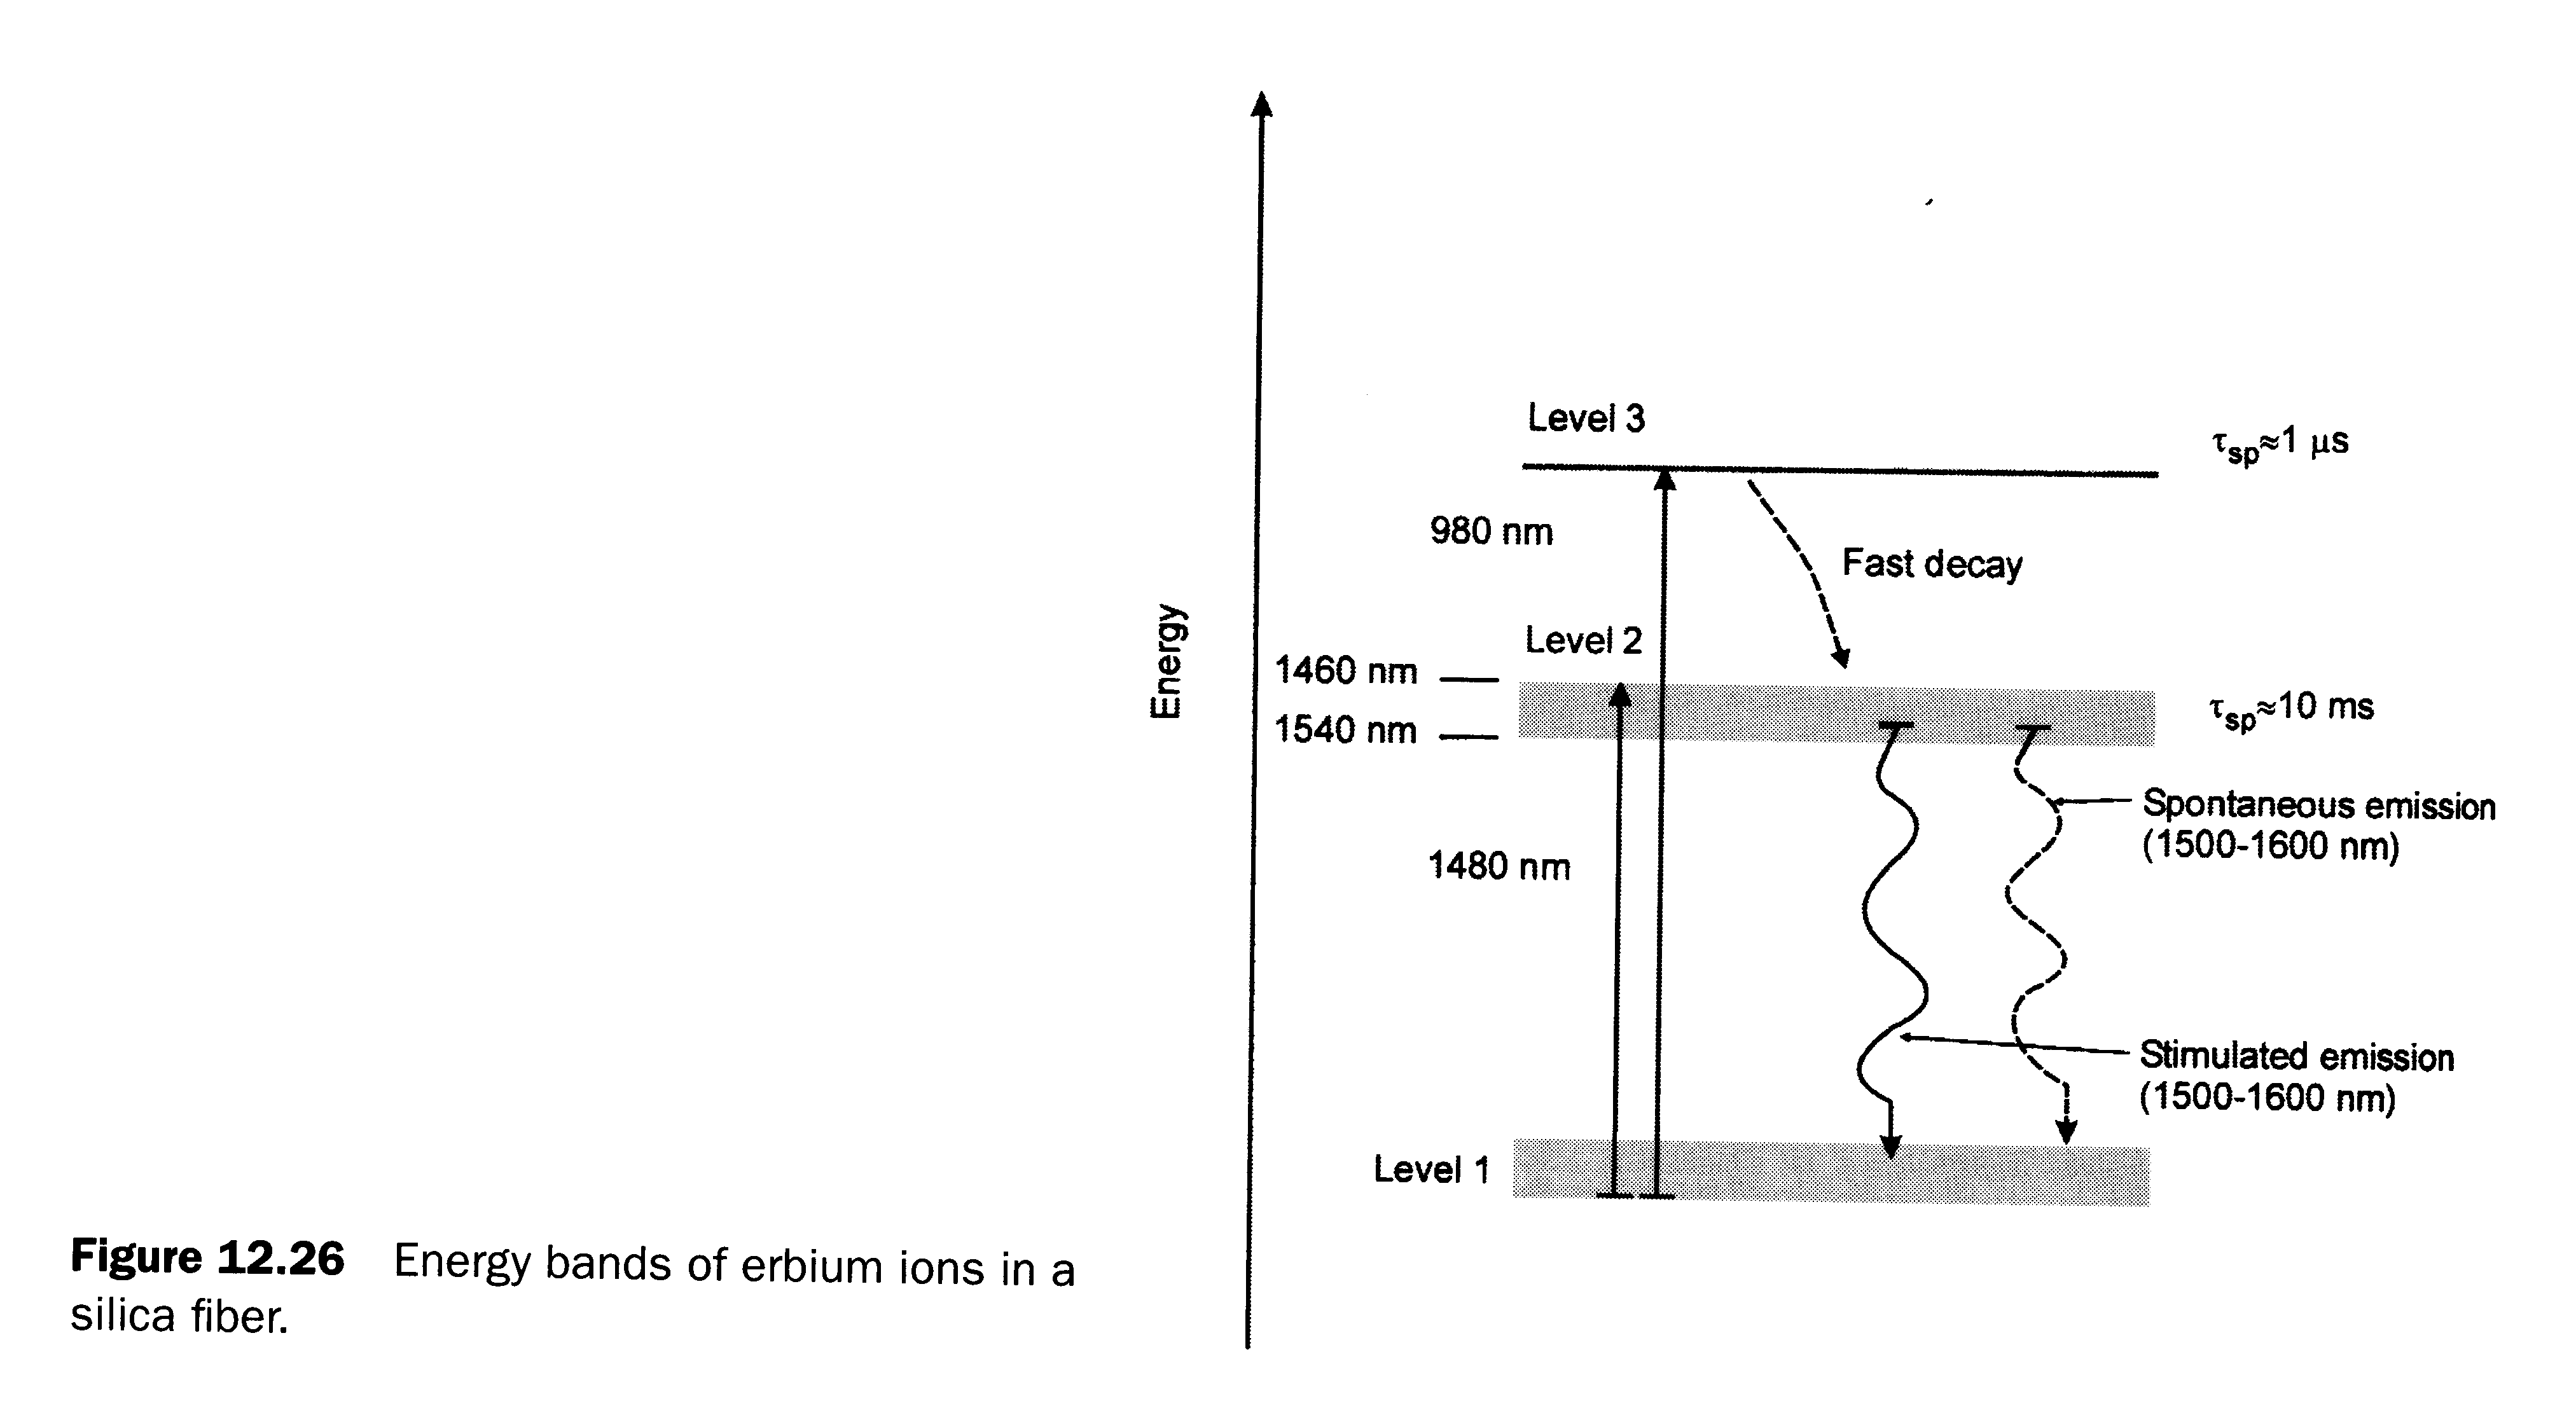 Level 3
τsp≈1 μs
980 nm
Fast decay
Level 2
1460 nm
1540 nm
τsp≈10 ms
Energy
Spontaneous emission
(1500-1600 nm)
1480 nm
Stimulated emission
(1500-1600 nm)
Level 1
Figure 12.26 Energy bands of erbium ions in a
silica fiber.